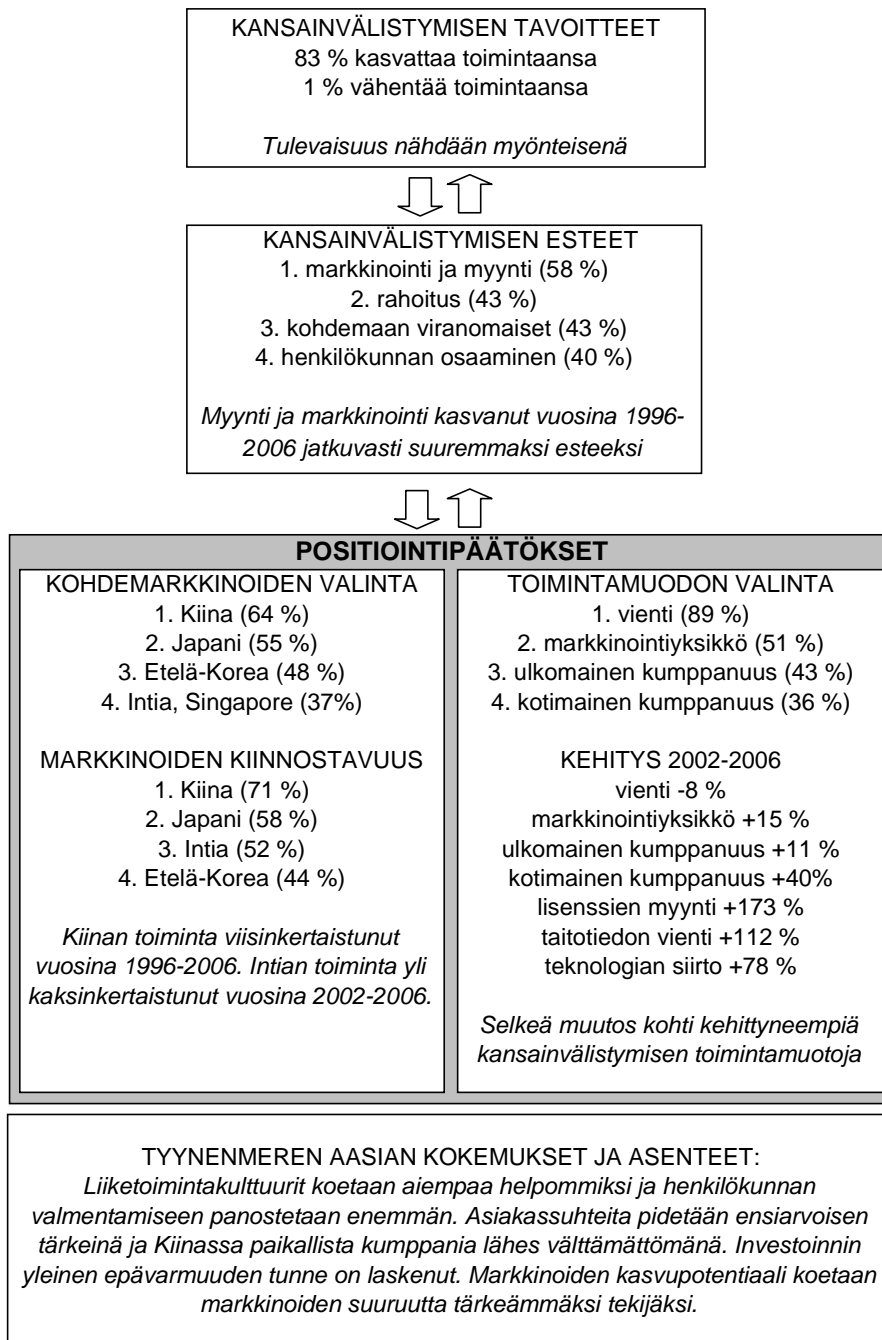 KANSAINVÄLISTYMISEN TAVOITTEET
83 % kasvattaa toimintaansa
1 % vähentää toimintaansa
Tulevaisuus nähdään myönteisenä
KANSAINVÄLISTYMISEN ESTEET
1. markkinointi ja myynti (58 %)
2. rahoitus (43 %)
3. kohdemaan viranomaiset (43 %)
4. henkilökunnan osaaminen (40 %)
Myynti ja markkinointi kasvanut vuosina 1996-
2006 jatkuvasti suuremmaksi esteeksi
POSITIOINTIPÄÄTÖKSET
KOHDEMARKKINOIDEN VALINTA
1. Kiina (64 %)
2. Japani (55 %)
3. Etelä-Korea (48 %)
4. Intia, Singapore (37%)
MARKKINOIDEN KIINNOSTAVUUS
1. Kiina (71 %)
2. Japani (58 %)
3. Intia (52 %)
4. Etelä-Korea (44 %)
Kiinan toiminta viisinkertaistunut
vuosina 1996-2006. Intian toiminta yli
kaksinkertaistunut vuosina 2002-2006.
TOIMINTAMUODON VALINTA
1. vienti (89 %)
2. markkinointiyksikkö (51 %)
3. ulkomainen kumppanuus (43 %)
4. kotimainen kumppanuus (36 %)
KEHITYS 2002-2006
vienti -8 %
markkinointiyksikkö +15 %
ulkomainen kumppanuus +11 %
kotimainen kumppanuus +40%
lisenssien myynti +173 %
taitotiedon vienti +112 %
teknologian siirto +78 %
Selkeä muutos kohti kehittyneempiä
kansainvälistymisen toimintamuotoja
TYYNENMEREN AASIAN KOKEMUKSET JA ASENTEET:
Liiketoimintakulttuurit koetaan aiempaa helpommiksi ja henkilökunnan
valmentamiseen panostetaan enemmän. Asiakassuhteita pidetään ensiarvoisen
tärkeinä ja Kiinassa paikallista kumppania lähes välttämättömänä. Investoinnin
yleinen epävarmuuden tunne on laskenut. Markkinoiden kasvupotentiaali koetaan
markkinoiden suuruutta tärkeämmäksi tekijäksi.